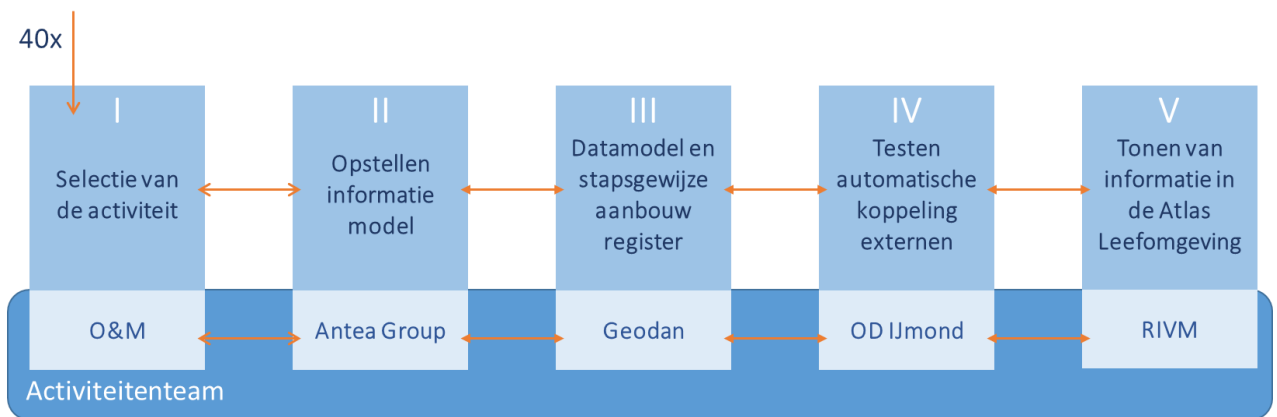 40x
I
Selectie van
de activiteit
O&M
II
Opstellen
informatie
model
Antea Group
III
Datamodel en
stapsgewijze
aanbouw
register
Geodan
IV
Testen
automatische
koppeling
externen
OD IJmond
V
Tonen van
informatie in
de Atlas
Leefomgeving
RIVM
Activiteitenteam